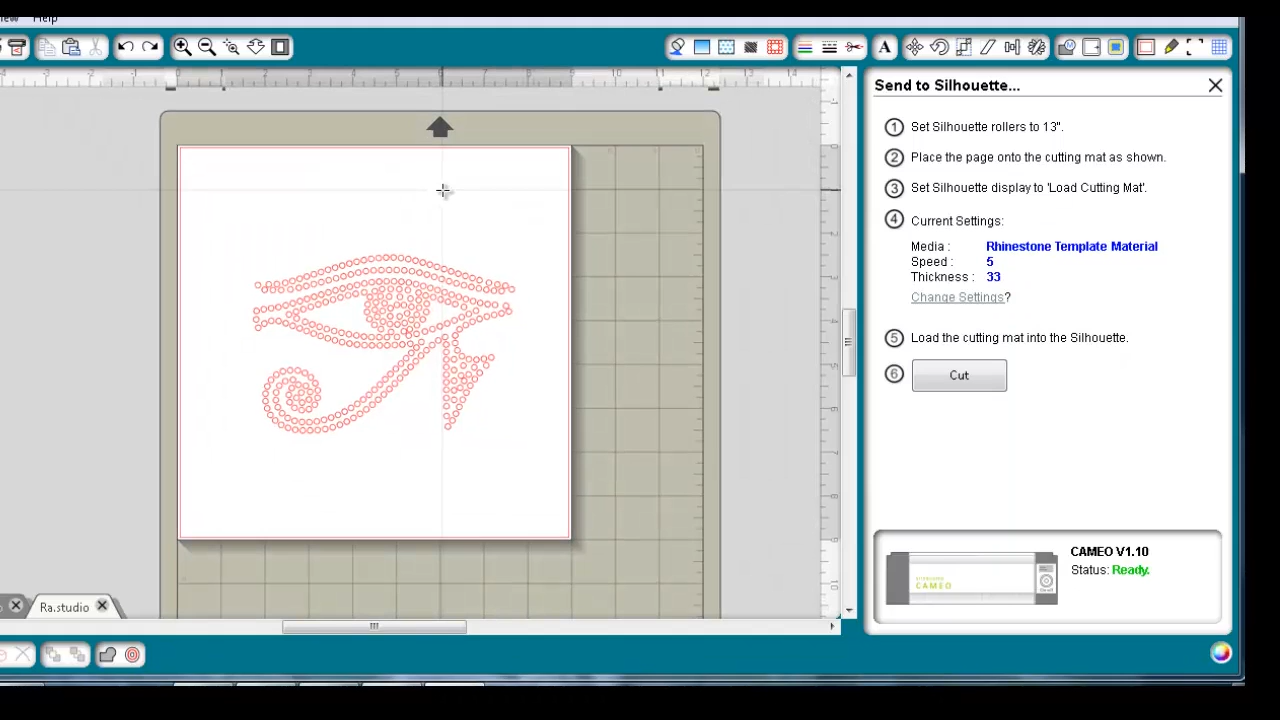 Help
A
Send to Silhouette...
1 Set Silhouette rollers to 13".
2 Place the page onto the cutting mat as shown.
3 Set Silhouette display to 'Load Cutting Mat'.
4 Current Settings:
Media : Rhinestone Template Material
Speed : 5
Thickness : 33
Change Settings?
5 Load the cutting mat into the Silhouette.
6 Cut
CAMEO V1.10
Status: Ready.
CAMEO
Ra.studio